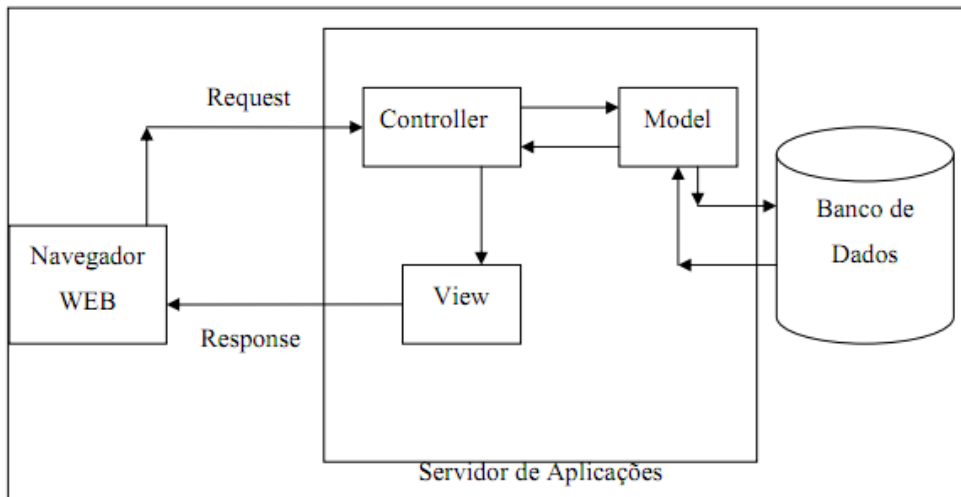 Request
Controller
Model
Banco de
Dados
Navegador
WEB
View
Response
Servidor de Aplicações